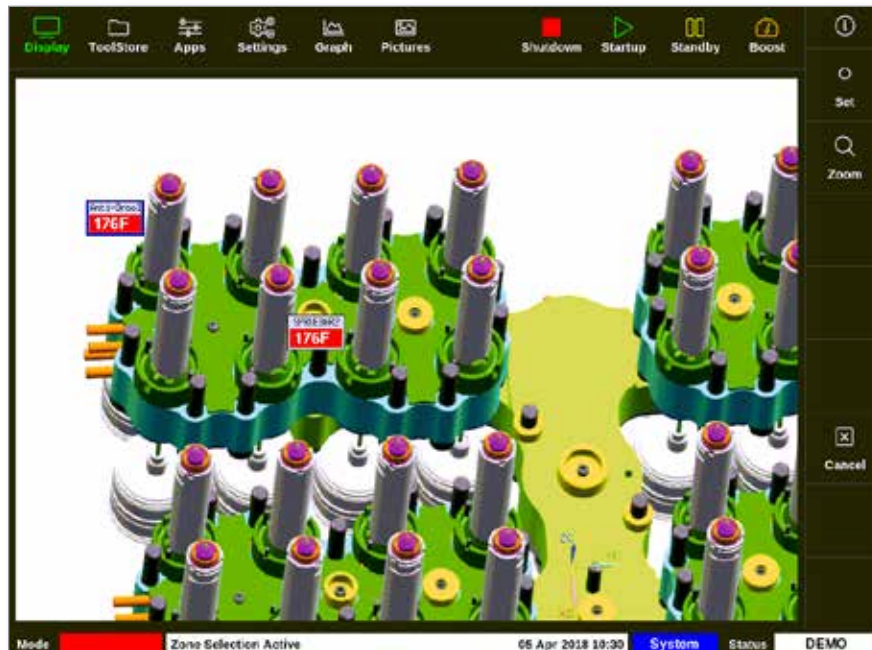 Display ToolStore Apps Settings Graph Pictures Shutdown Startup Standby Boost
Set
Zoom
176F
176F
Cancel
Mode Zone Selection Active 05 Apr 2018 10:30 System Status DEMO